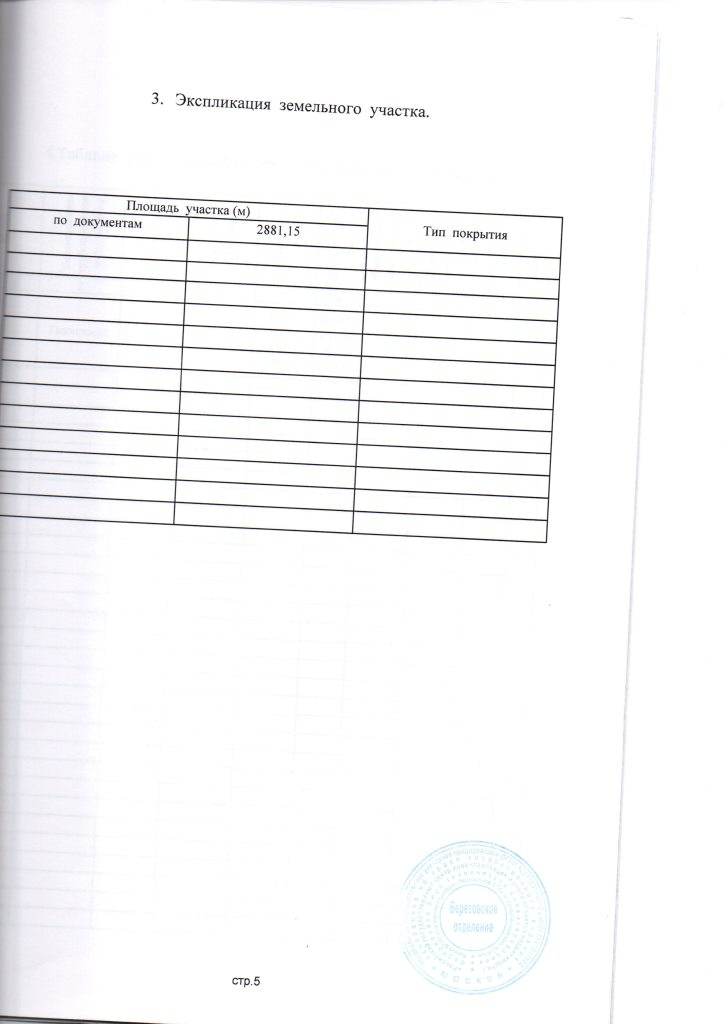 3. Экспликация земельного участка.
Площадь участка (м)
по документам
2881,15
Тип покрытия
Березовское
отделение
МОСКВА
стр.5